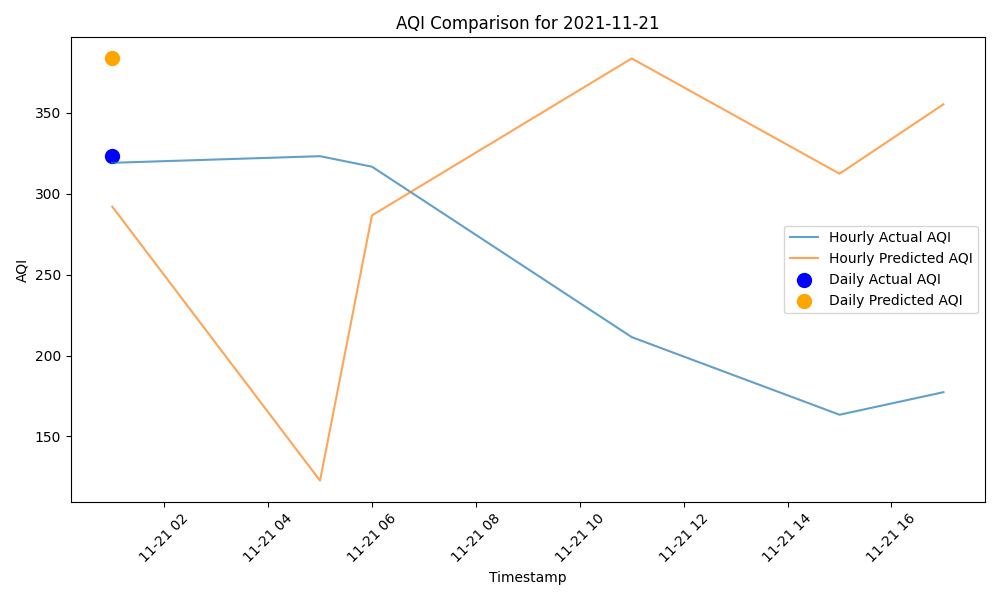 AQI Comparison for 2021-11-21
AQI
350
300
250
200
150
Hourly Actual AQI
Hourly Predicted AQI
Daily Actual AQI
Daily Predicted AQI
11-21 02
11-21 04
11-21 06
11-21 08
11-21 10
11-21 12
11-21 14
11-21 16
Timestamp